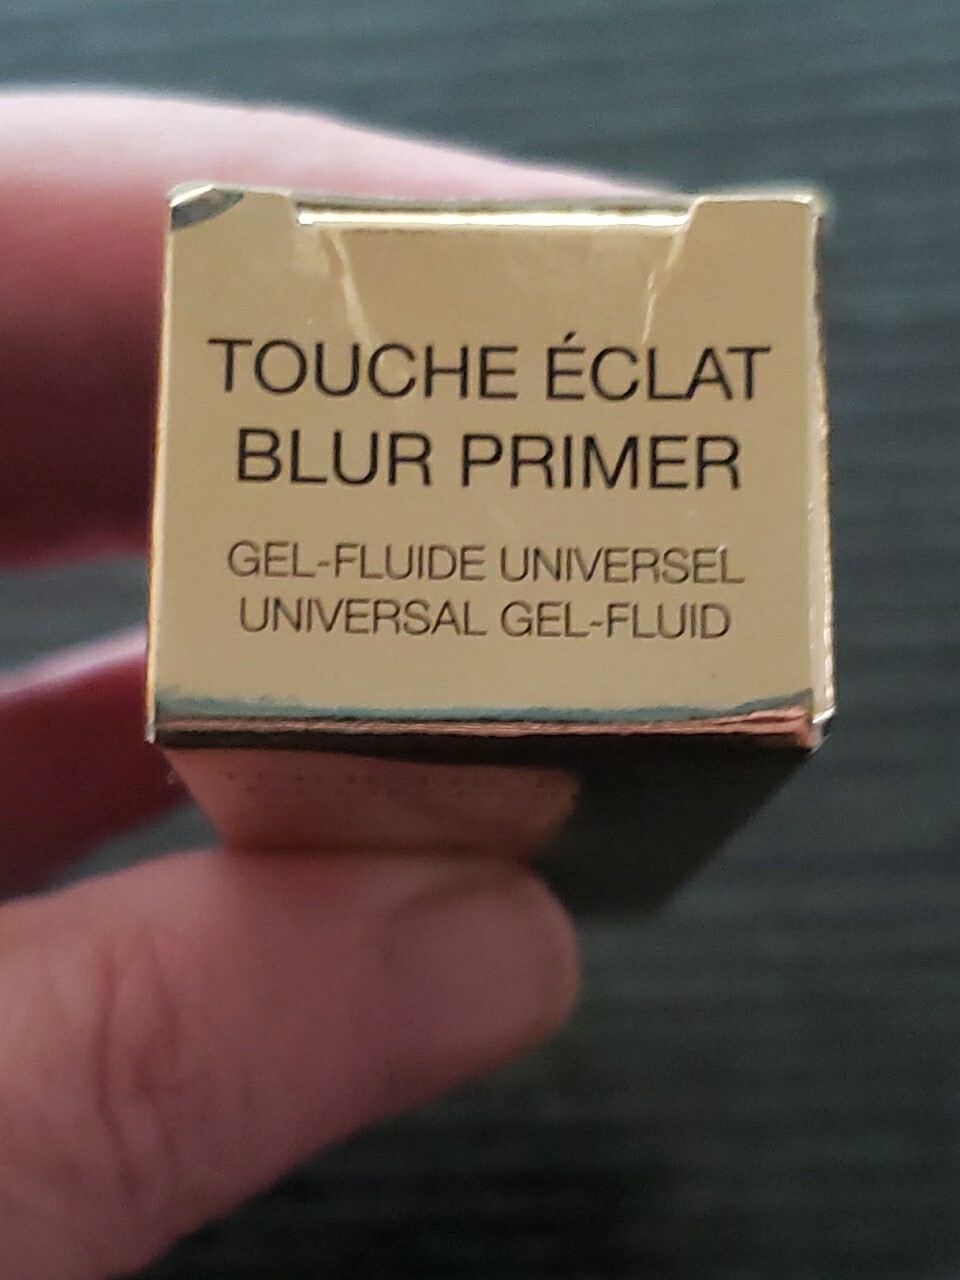 TOUCHE ÉCLAT
BLUR PRIMER
GEL-FLUIDE UNIVERSEL
UNIVERSAL GEL-FLUID